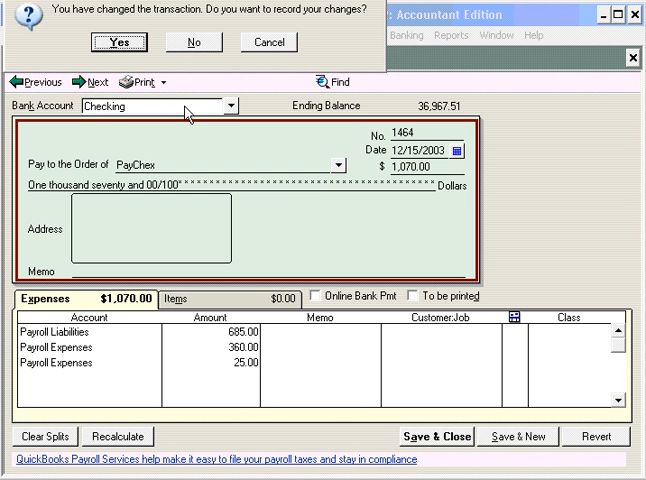 You have changed the transaction. Do you want to record your changes?
Yes No Cancel
: Accountant Edition
Banking Reports Window Help
Previous Next Print Find
Bank Account Checking Ending Balance 36,967.51
No. 1464
Date 12/15/2003
Pay to the Order of PayChex $ 1,070.00
One thousand seventy and 00/100* * * * * * * * * * * * * * * * * * * * * * * * * * * * * * * * * * * * * * * * * * * Dollars
Address
Memo
Expenses $1,070.00 Items $0.00 Online Bank Pmt To be printed
Account Amount Memo Customer:Job Class
Payroll Liabilities 685.00
Payroll Expenses 360.00
Payroll Expenses 25.00
Clear Splits Recalculate Save & Close Save & New Revert
QuickBooks Payroll Services help make it easy to file your payroll taxes and stay in compliance